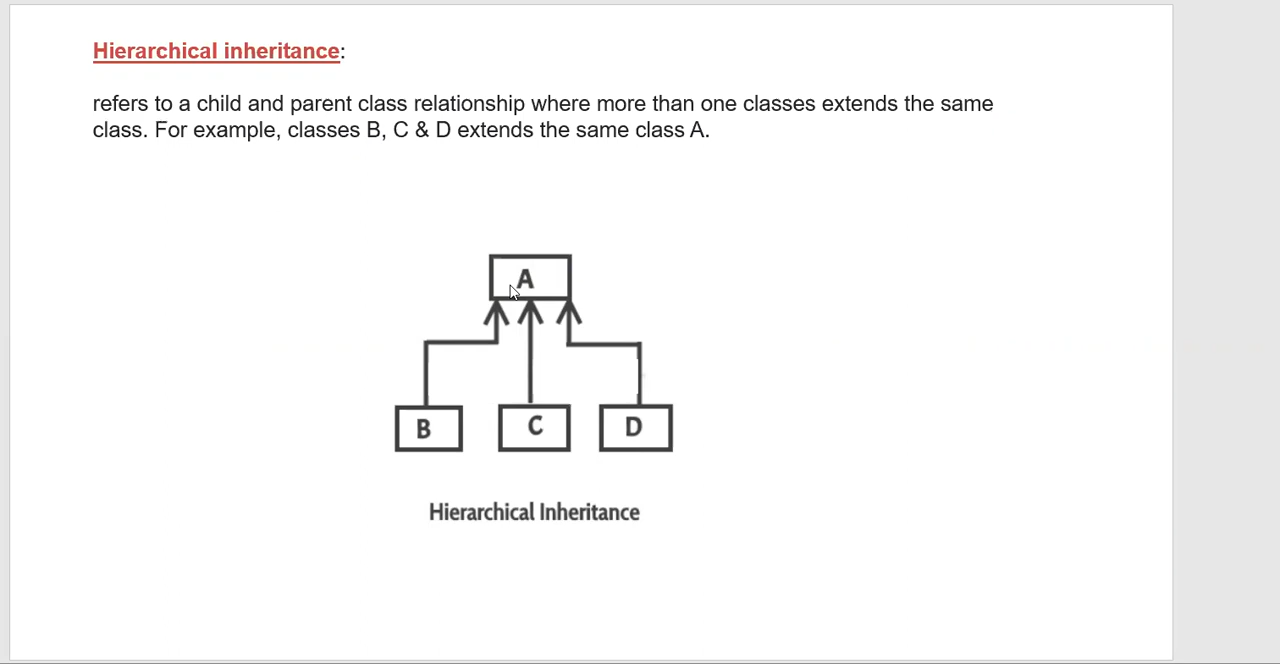 Hierarchical inheritance:
refers to a child and parent class relationship where more than one classes extends the same
class. For example, classes B, C & D extends the same class A.
A
B C D
Hierarchical Inheritance